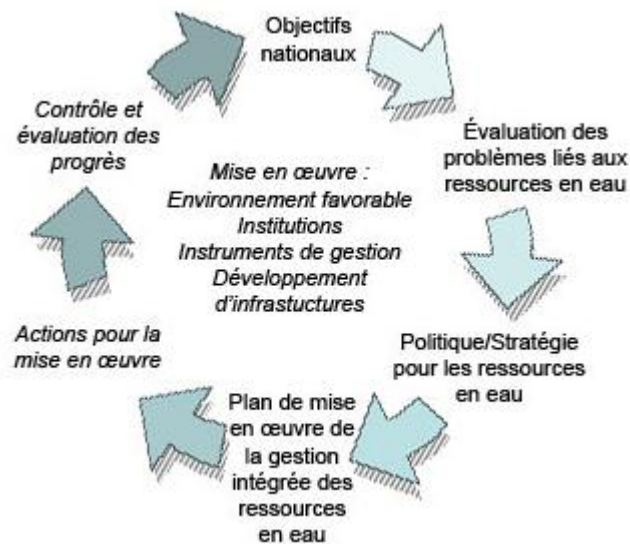 Objectifs
nationaux
Évaluation des
problèmes liés aux
ressources en eau
Politique/Stratégie
pour les ressources
en eau
Plan de mise
en œuvre de
la gestion
intégrée des
ressources
en eau
Actions pour la
mise en œuvre
Contrôle et
évaluation des
progrès
Mise en œuvre :
Environnement favorable
Institutions
Instruments de gestion
Développement
d'infrastuctures